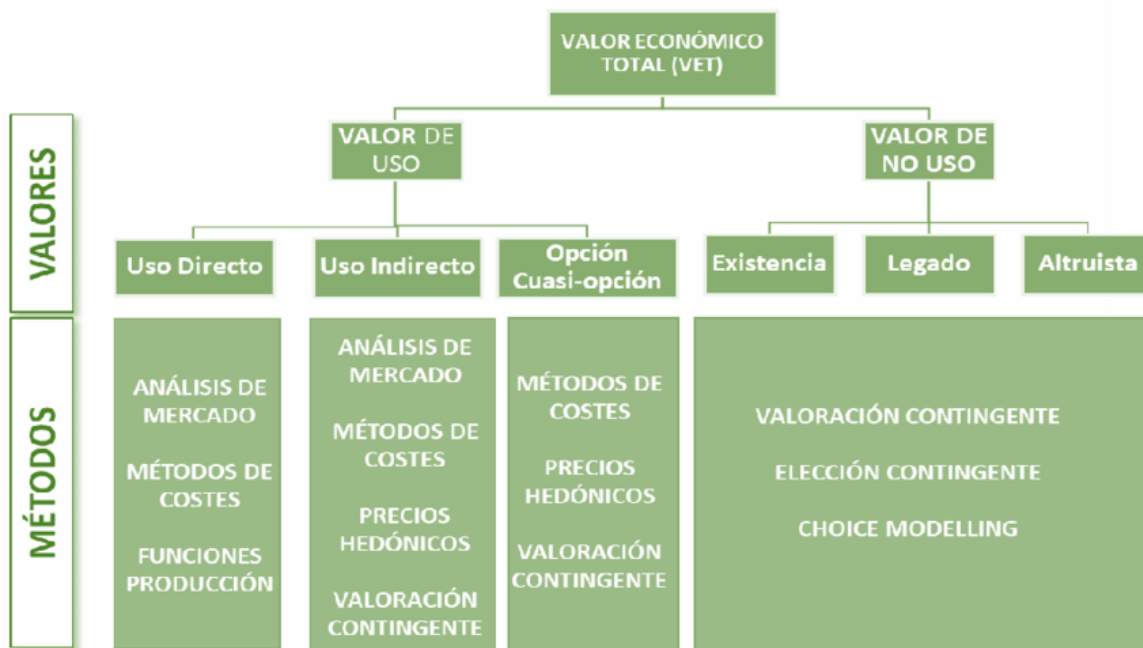 VALOR ECONÓMICO
TOTAL (VET)
VALORES
VALOR DE
USO
VALOR DE
NO USO
Uso Directo
Uso Indirecto
Opción
Cuasi-opción
Existencia
Legado
Altruista
MÉTODOS
ANÁLISIS DE
MERCADO
MÉTODOS DE
COSTES
FUNCIONES
PRODUCCIÓN
ANÁLISIS DE
MERCADO
MÉTODOS DE
COSTES
PRECIOS
HEDÓNICOS
VALORACIÓN
CONTINGENTE
MÉTODOS DE
COSTES
PRECIOS
HEDÓNICOS
VALORACIÓN
CONTINGENTE
VALORACIÓN CONTINGENTE
ELECCIÓN CONTINGENTE
CHOICE MODELLING